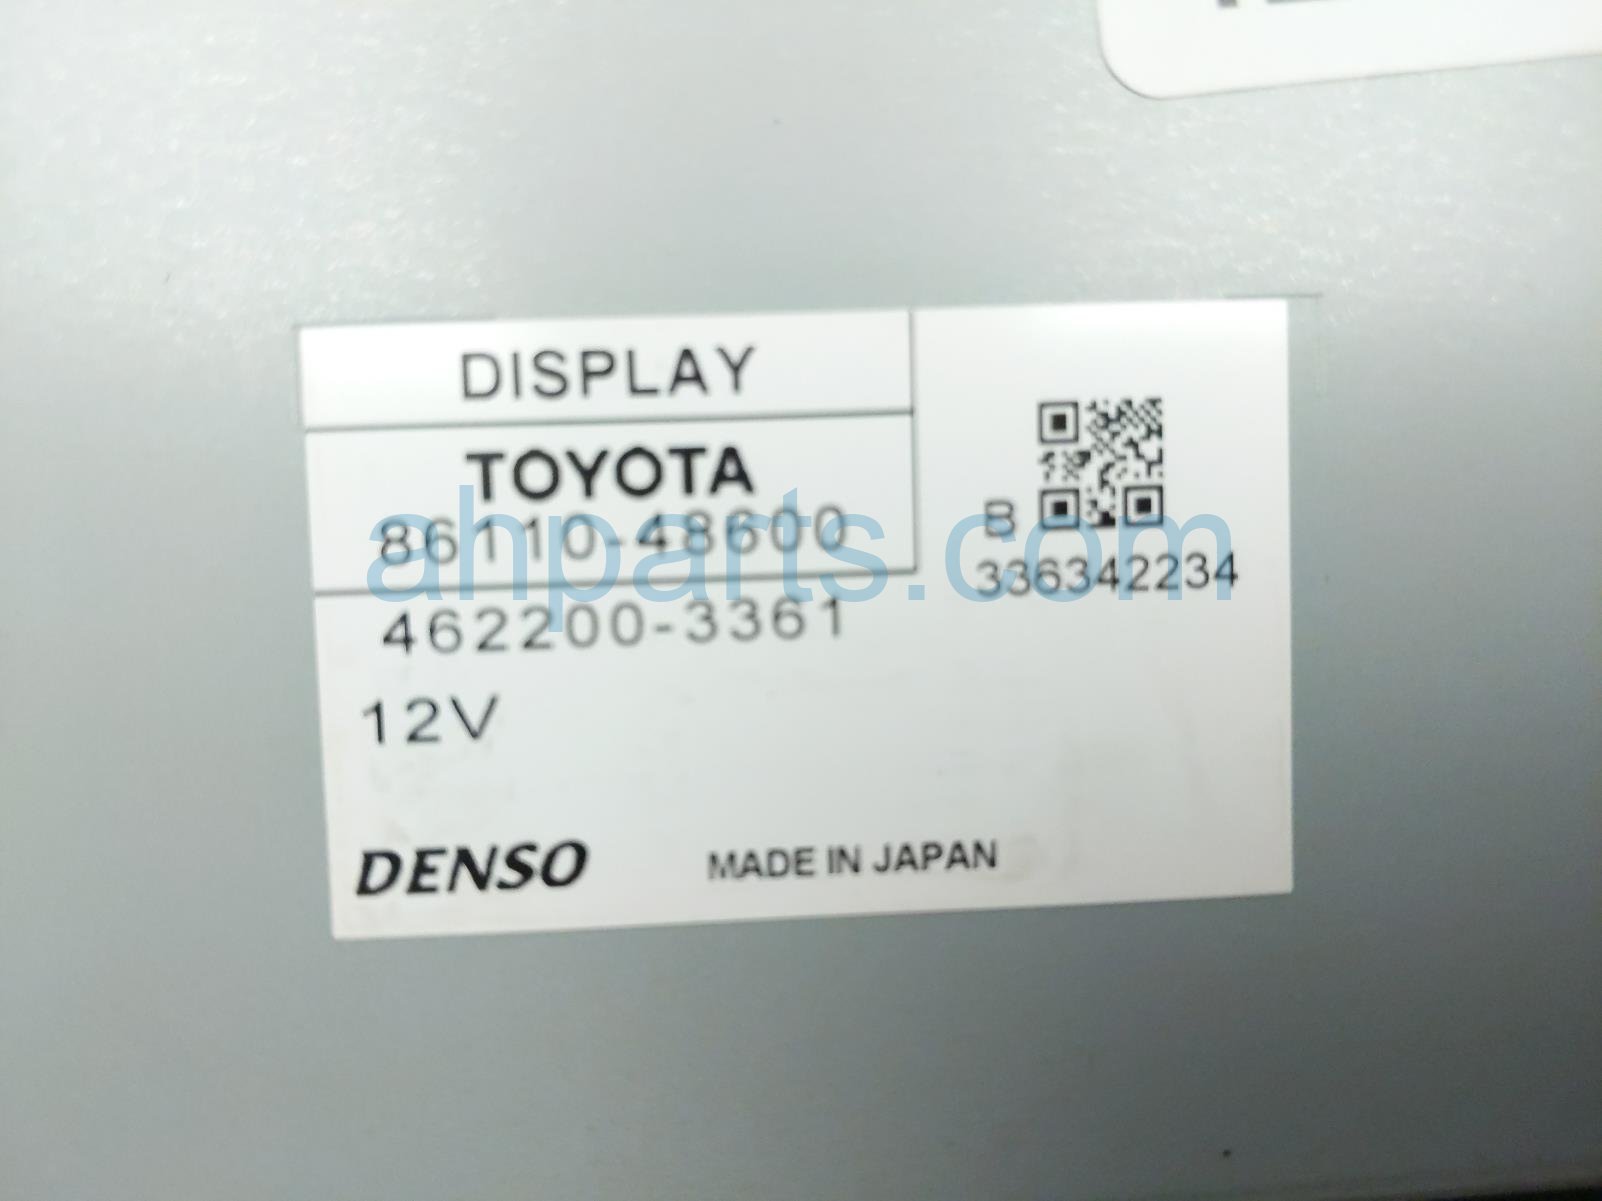 DISPLAY
TOYOTA
86110-48600
462200-3361
12V
DENSO
MADE IN JAPAN
B
336342234
ahparts.com